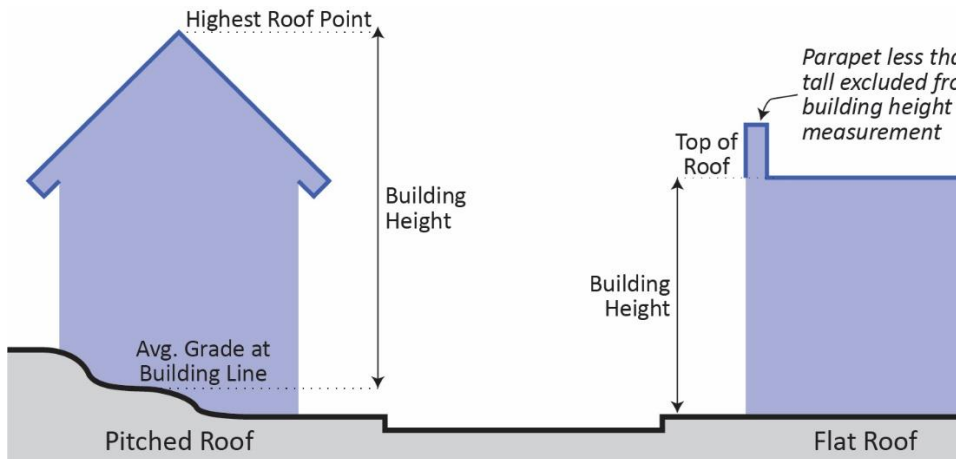 Highest Roof Point
Building
Height
Avg. Grade at
Building Line
Pitched Roof
Parapet less
tall excluded
building height
measurement
Top of
Roof
Building
Height
Flat Roof